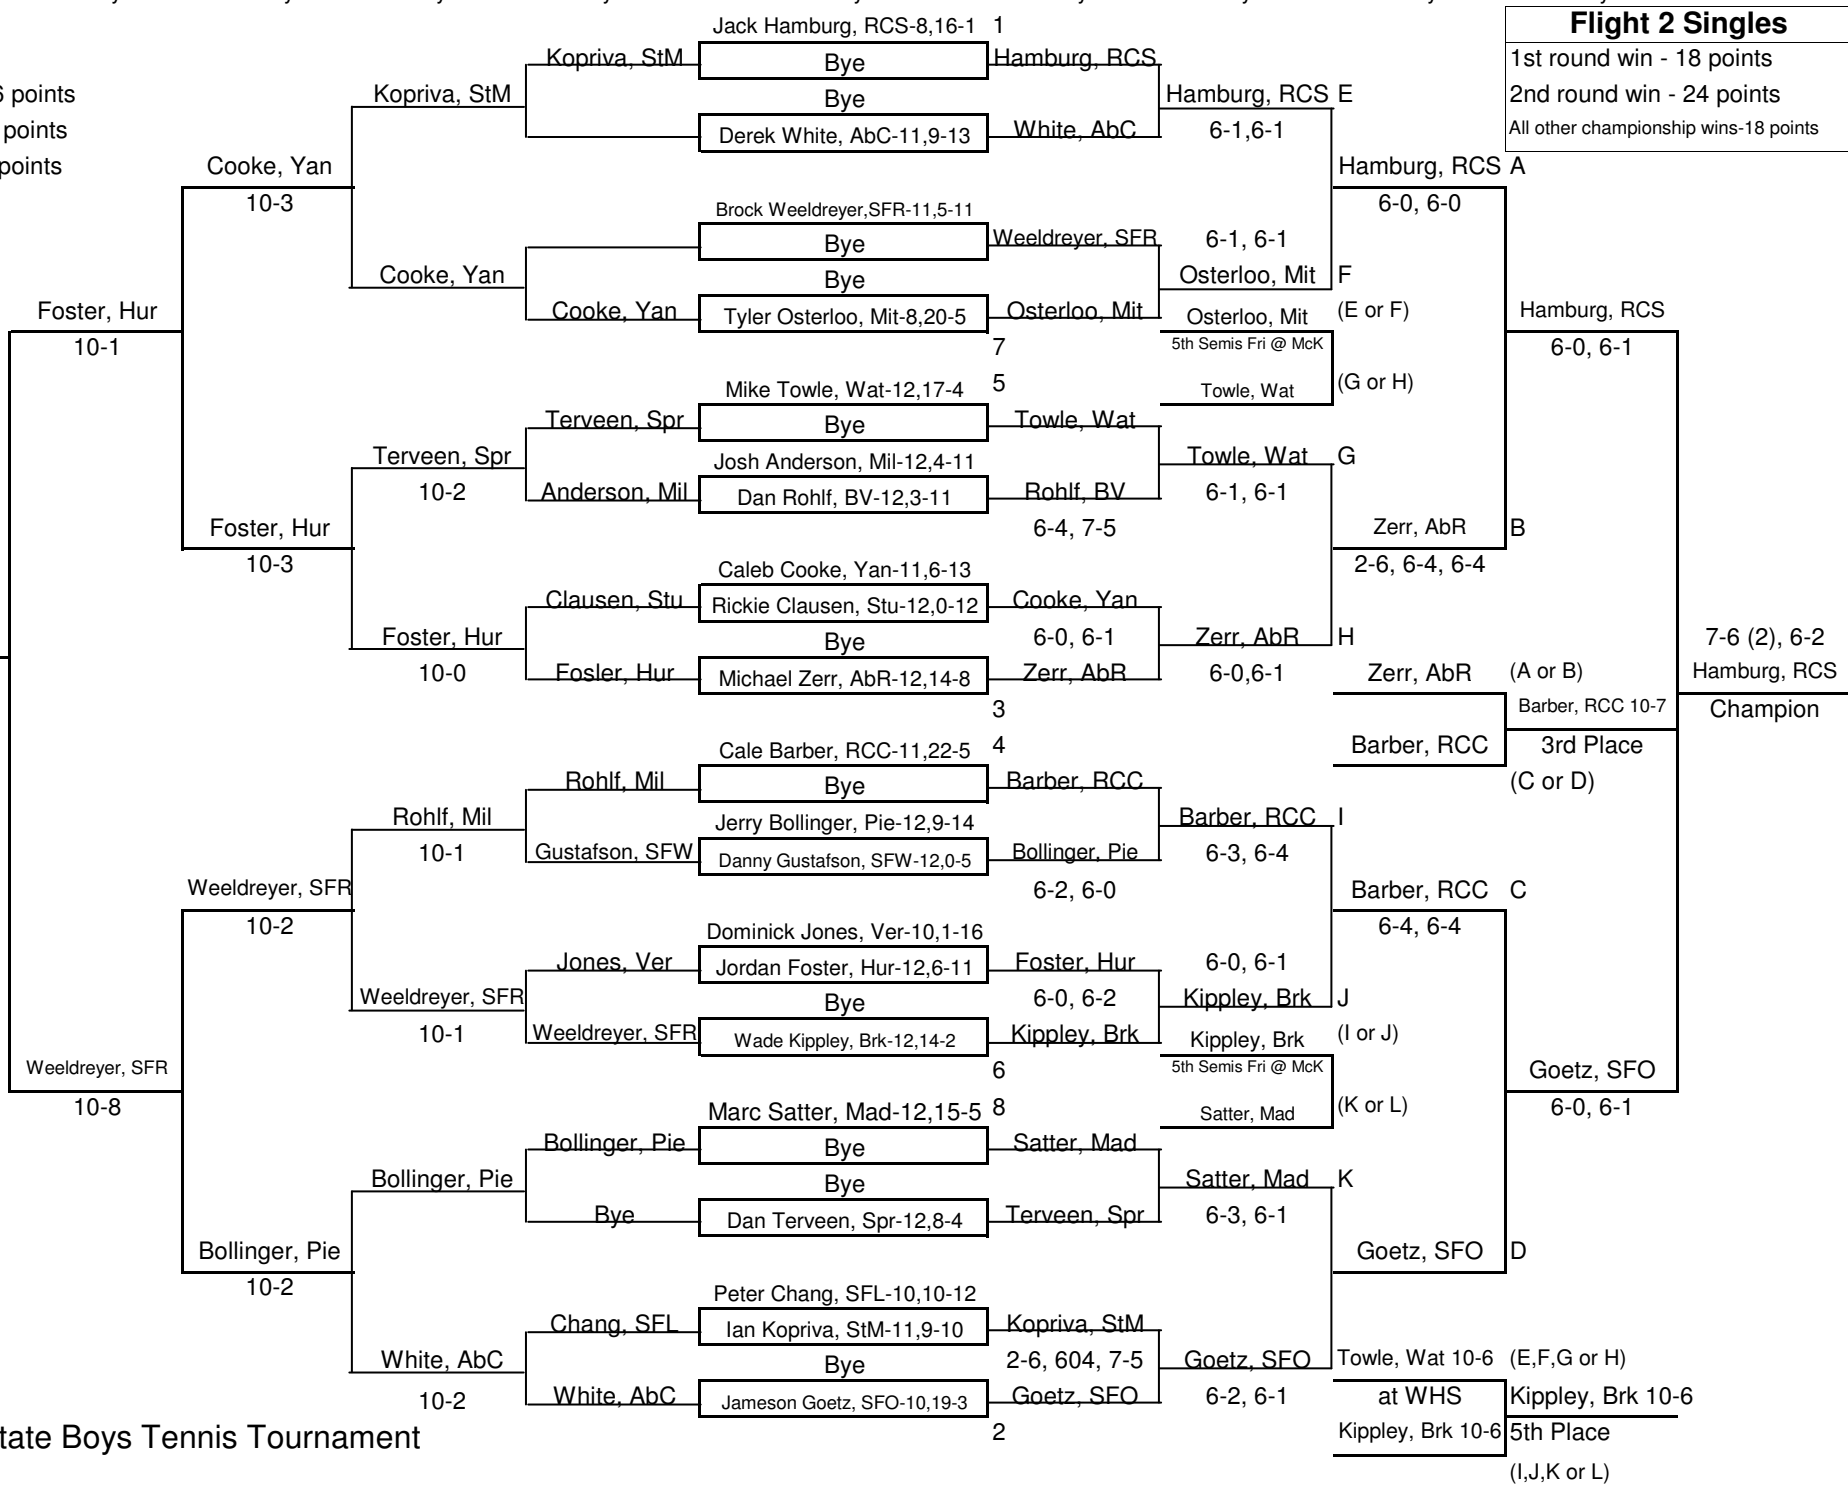 Jack Hamburg, RCS-8,16-1 1
Flight 2 Singles
Kopriva, StM Bye Hamburg, RCS
1st round win - 18 points
points Kopriva, StM Bye Hamburg, RCS E
2nd round win - 24 points
points Derek White, AbC-11,9-13 White, AbC 6-1,6-1
All other championship wins-18 points
points Cooke, Yan Hamburg, RCS A
10-3 Brock Weeldreyer,SFR-11,5-11 6-0, 6-0
Bye Weeldreyer, SFR 6-1, 6-1
Cooke, Yan Bye Osterloo, Mit F
Foster, Hur Cooke, Yan Tyler Osterloo, Mit-8,20-5 Osterloo, Mit Osterloo, Mit (E or F) Hamburg, RCS
10-1 7 5th Semis Fri @ McK 6-0, 6-1
Mike Towle, Wat-12,17-4 5 Towle, Wat (G or H)
Terveen, Spr Bye Towle, Wat
Terveen, Spr Josh Anderson, Mil-12,4-11 Towle, Wat G
10-2 Anderson, Mil Dan Rohlf, BV-12,3-11 Rohlf, BV 6-1, 6-1
Foster, Hur 6-4, 7-5 Zerr, AbR B
10-3 Caleb Cooke, Yan-11,6-13 2-6, 6-4, 6-4
Clausen, Stu Rickie Clausen, Stu-12,0-12 Cooke, Yan
Foster, Hur Bye 6-0, 6-1 Zerr, AbR H 7-6 (2), 6-2
10-0 Fosler, Hur Michael Zerr, AbR-12,14-8 Zerr, AbR 6-0,6-1 Zerr, AbR (A or B) Hamburg, RCS
3 Barber, RCC 10-7 Champion
Cale Barber, RCC-11,22-5 4 Barber, RCC 3rd Place
Rohlf, Mil Bye Barber, RCC (C or D)
Rohlf, Mil Jerry Bollinger, Pie-12,9-14 Barber, RCC I
10-1 Gustafson, SFW Danny Gustafson, SFW-12,0-5 Bollinger, Pie 6-3, 6-4
Weeldreyer, SFR 6-2, 6-0 Barber, RCC C
10-2 Dominick Jones, Ver-10,1-16 6-4, 6-4
Jones, Ver Jordan Foster, Hur-12,6-11 Foster, Hur 6-0, 6-1
Weeldreyer, SFR Bye 6-0, 6-2 Kippley, Brk J
10-1 Weeldreyer, SFR Wade Kippley, Brk-12,14-2 Kippley, Brk Kippley, Brk (I or J)
Weeldreyer, SFR 6 5th Semis Fri @ McK Goetz, SFO
10-8 Marc Satter, Mad-12,15-5 8 Satter, Mad (K or L) 6-0, 6-1
Bollinger, Pie Bye Satter, Mad
Bollinger, Pie Bye Satter, Mad K
Bye Dan Terveen, Spr-12,8-4 Terveen, Spr 6-3, 6-1
Bollinger, Pie Goetz, SFO D
10-2 Peter Chang, SFL-10,10-12
Chang, SFL Ian Kopriva, StM-11,9-10 Kopriva, StM
White, AbC Bye 2-6, 604, 7-5 Goetz, SFO Towle, Wat 10-6 (E,F,G or H)
10-2 White, AbC Jameson Goetz, SFO-10,19-3 Goetz, SFO 6-2, 6-1 at WHS Kippley, Brk 10-6
tate Boys Tennis Tournament 2 Kippley, Brk 10-6 5th Place
(I,J,K or L)